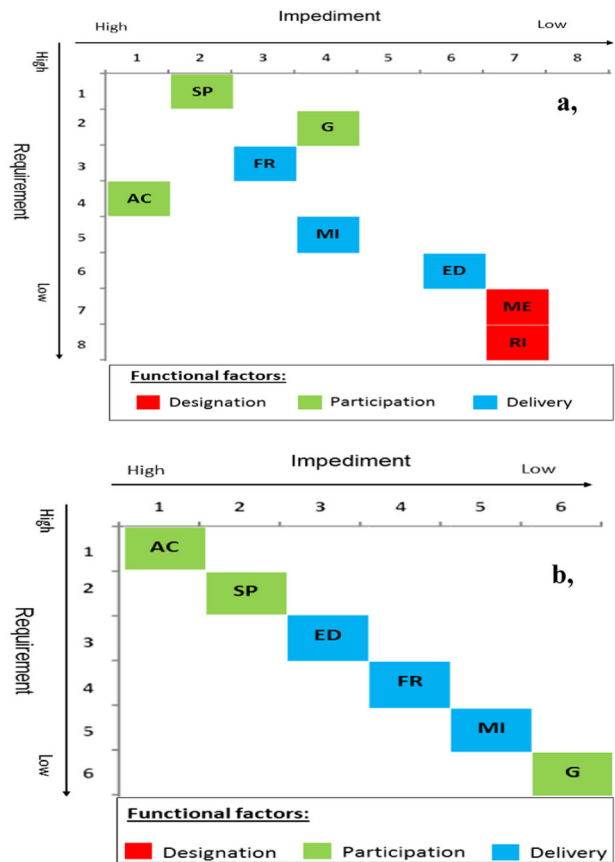 Impediment
High Low
1 2 3 4 5 6 7 8
High
Requirement
Low
1 SP
a,
2 G
3 FR
4 AC
5 MI
6 ED
7 ME
8 RI
Functional factors:
Designation Participation Delivery
Impediment
High Low
1 2 3 4 5 6
High
Requirement
Low
1 AC
b,
2 SP
3 ED
4 FR
5 MI
6 G
Functional factors:
Designation Participation Delivery